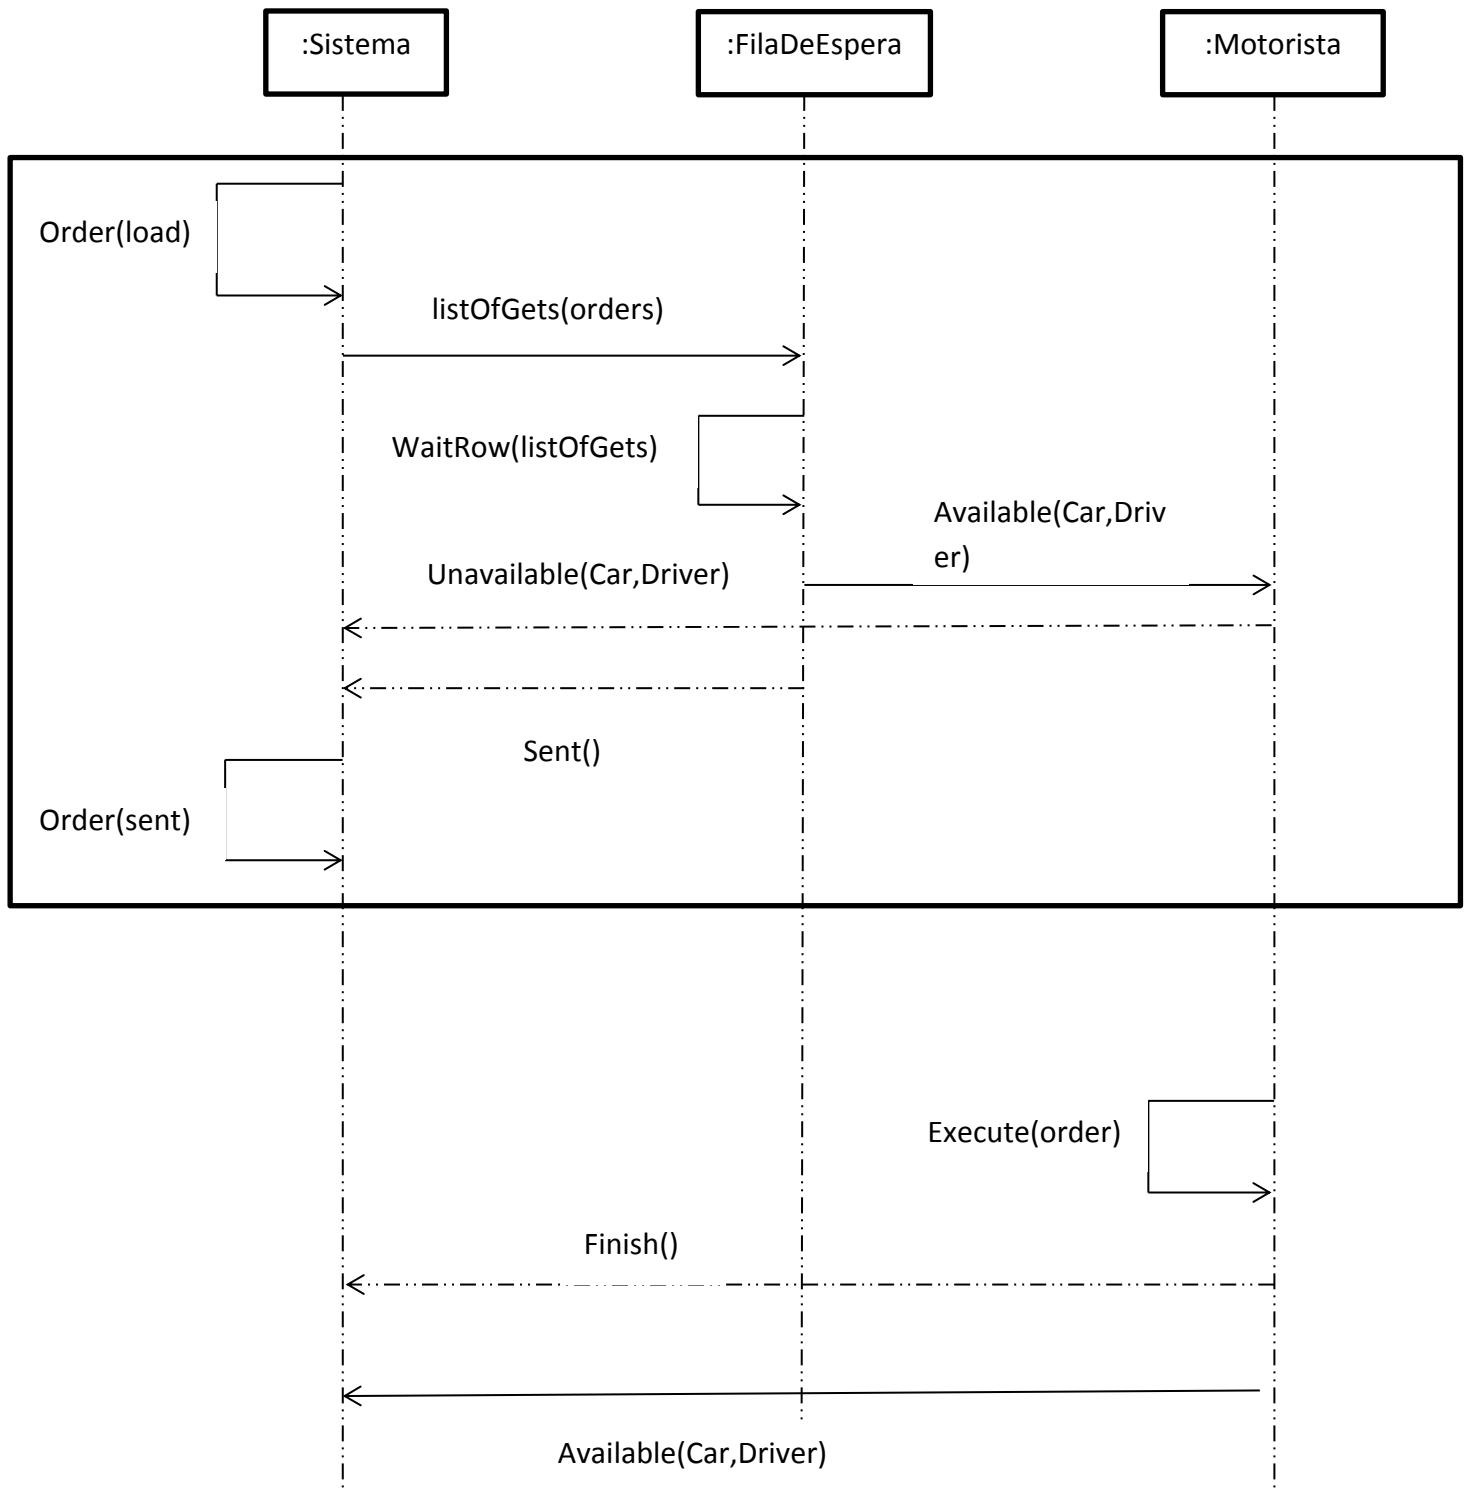 :Sistema
:FilaDeEspera
:Motorista
Order(load)
listOfGets(orders)
WaitRow(listOfGets)
Available(Car,Driv
er)
Unavailable(Car,Driver)
Sent()
Order(sent)
Execute(order)
Finish()
Available(Car,Driver)